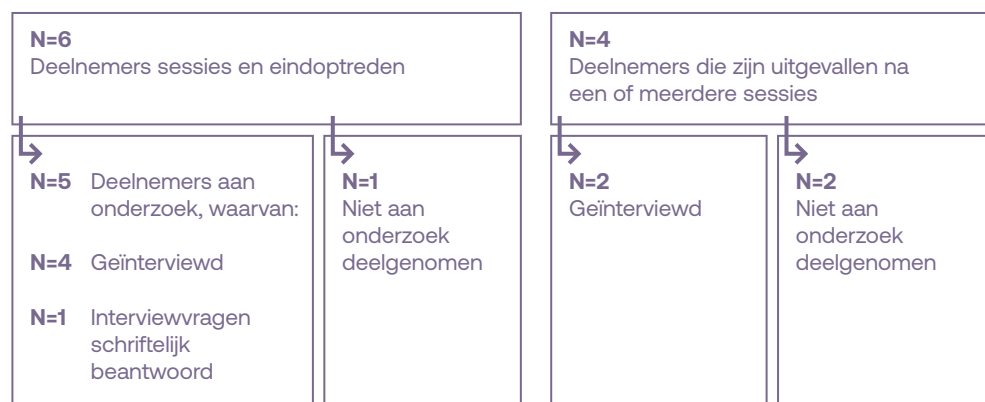 N=6
Deelnemers sessies en eindoptreden
N=4
Deelnemers die zijn uitgevallen na
een of meerdere sessies
N=5 Deelnemers aan
onderzoek, waarvan:
N=4 Geïnterviewd
N=1 Interviewvragen
schriftelijk
beantwoord
N=1
Niet aan
onderzoek
deelgenomen
N=2
Geïnterviewd
N=2
Niet aan
onderzoek
deelgenomen